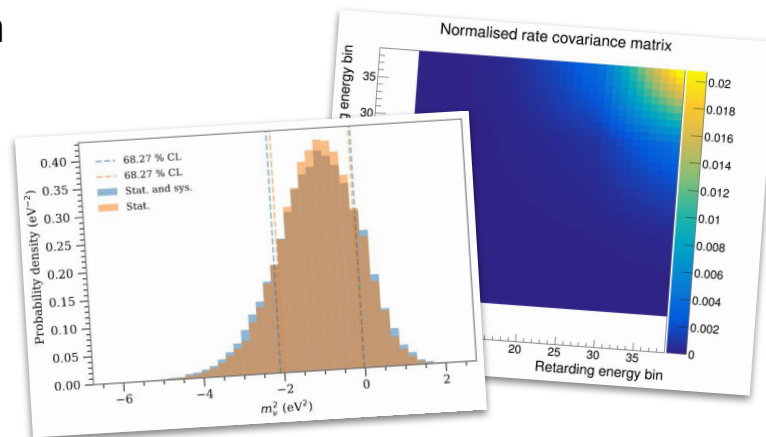 Normalised rate covariance matrix
energy bin
35
30
0.02
0.018
0.016
0.014
0.012
0.01
0.008
0.006
0.004
0.002
0
20 25 30 35
Retarding energy bin
68.27 % CL
68.27 % CL
Stat. and sys.
Stat.
Probability density (eV⁻²)
0.40
0.35
0.30
0.25
0.20
0.15
0.10
0.05
0.00
−6 −4 −2 0 2
m²ᵥ (eV²)